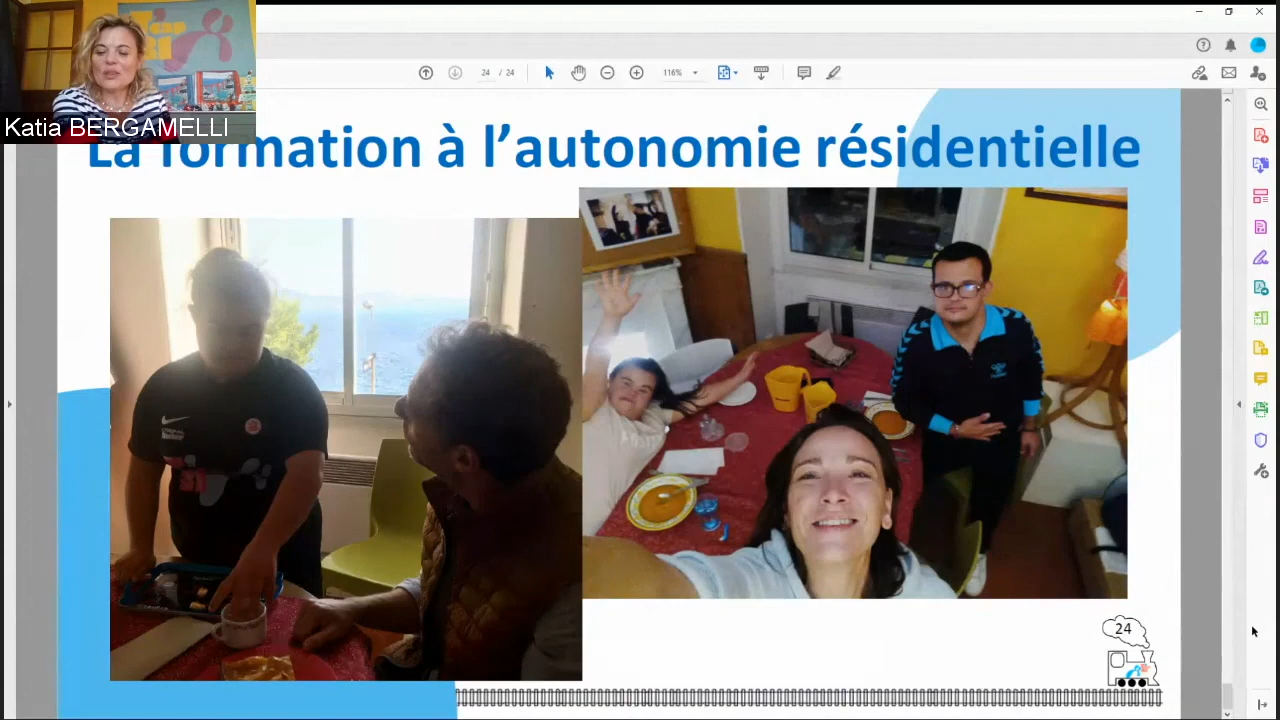 Katia BERGAMELLI
24 / 24
116%
La formation à l'autonomie résidentielle
24